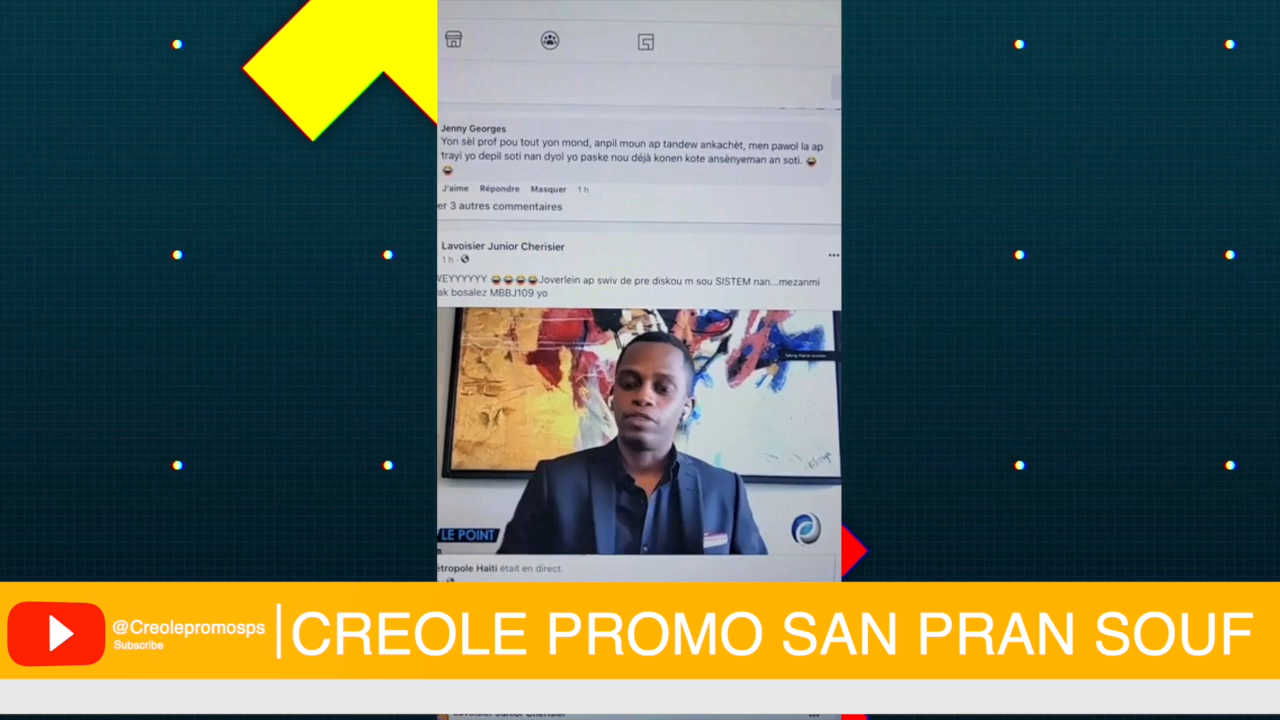 Jenny Georges
Yon sèl prof pou tout yon mond, anpil moun ap tandew ankachèt, men pawol la ap
trayi yo depil soti nan dyol yo paske nou déjà konen kote ansènyeman an soti. 😂
😂
J'aime Répondre Masquer 1 h
er 3 autres commentaires
Lavoisier Junior Cherisier
1 h
WEYYYYYY 😂😂😂😂Joverlein ap swiv de pre diskou m sou SISTEM nan...mezanmi
ak bosalez MBBJ109 yo
LE POINT
étropole Haiti était en direct.
@Creolepromosps
Subscribe
CREOLE PROMO SAN PRAN SOUF